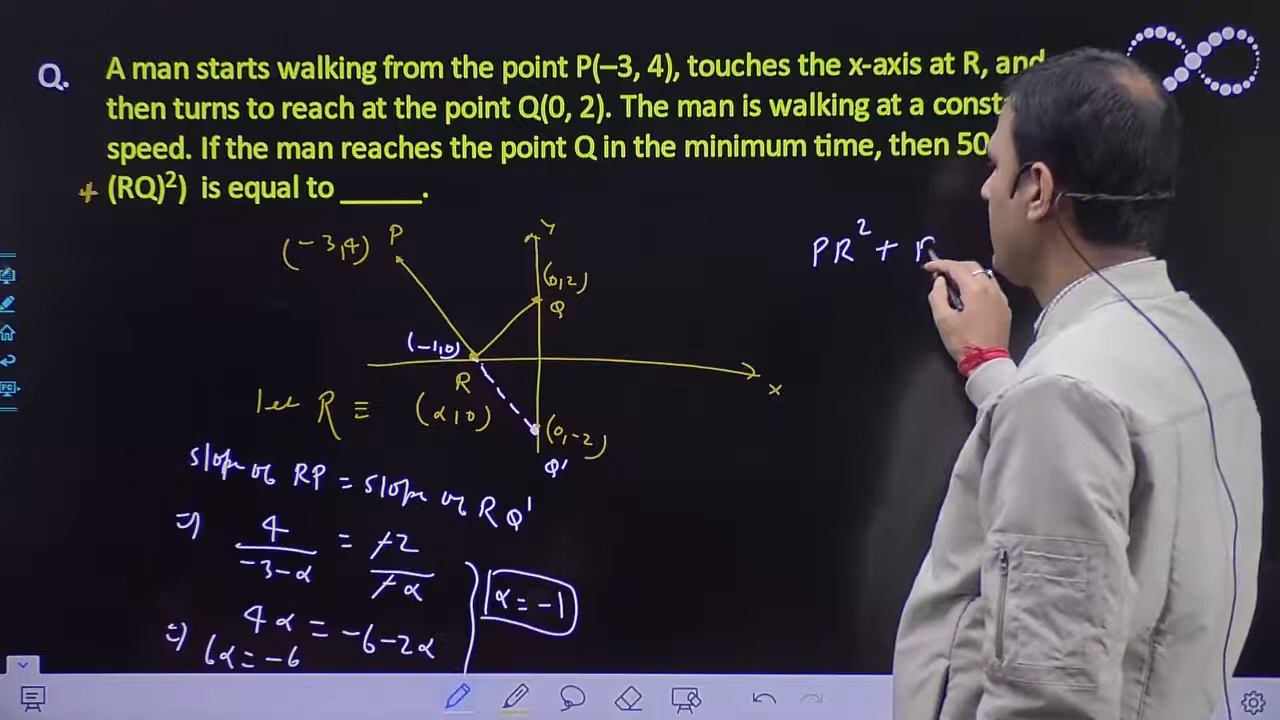 Q. A man starts walking from the point P(–3, 4), touches the x-axis at R, and
then turns to reach at the point Q(0, 2). The man is walking at a
speed. If the man reaches the point Q in the minimum time, then 50
+ (RQ)²) is equal to _____.
(-3,4) P
y
(0,2)
Q
(-1,0)
R
x
let R ≡ (α,0)
(0,-2)
Q'
slope of RP = slope of RQ'
⇒ 4/(-3-α) = -2/-α
⇒ 4α = -6-2α
6α = -6
α = -1
PR² +
FC